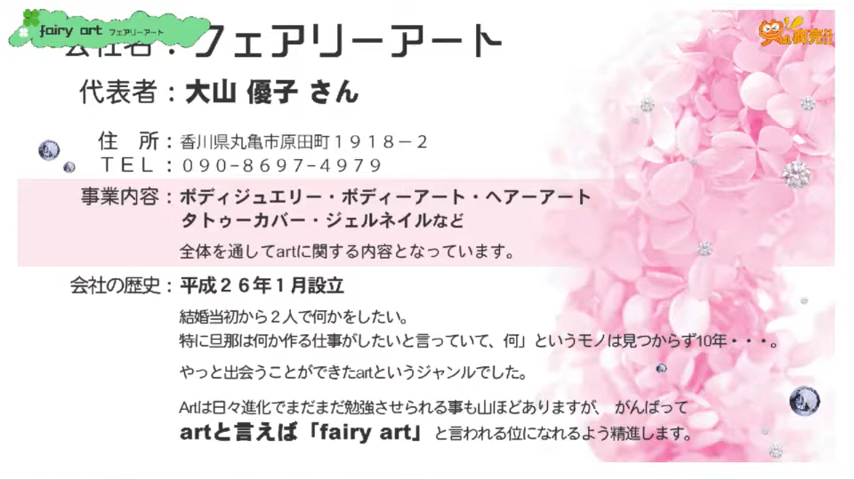 fairy art フェアリーアート
会社名：フェアリーアート
代表者：大山 優子 さん
住　所：香川県丸亀市原田町１９１８－２
ＴＥＬ：０９０-８６９７-４９７９
事業内容：ボディジュエリー・ボディーアート・ヘアーアート
タトゥーカバー・ジェルネイルなど
全体を通してartに関する内容となっています。
会社の歴史：平成２６年１月設立
結婚当初から２人で何かをしたい。
特に旦那は何か作る仕事がしたいと言っていて、何」というモノは見つからず10年・・・。
やっと出会うことができたartというジャンルでした。
Artは日々進化でまだまだ勉強させられる事も山ほどありますが、 がんばって
artと言えば「fairy art」と言われる位になれるよう精進します。